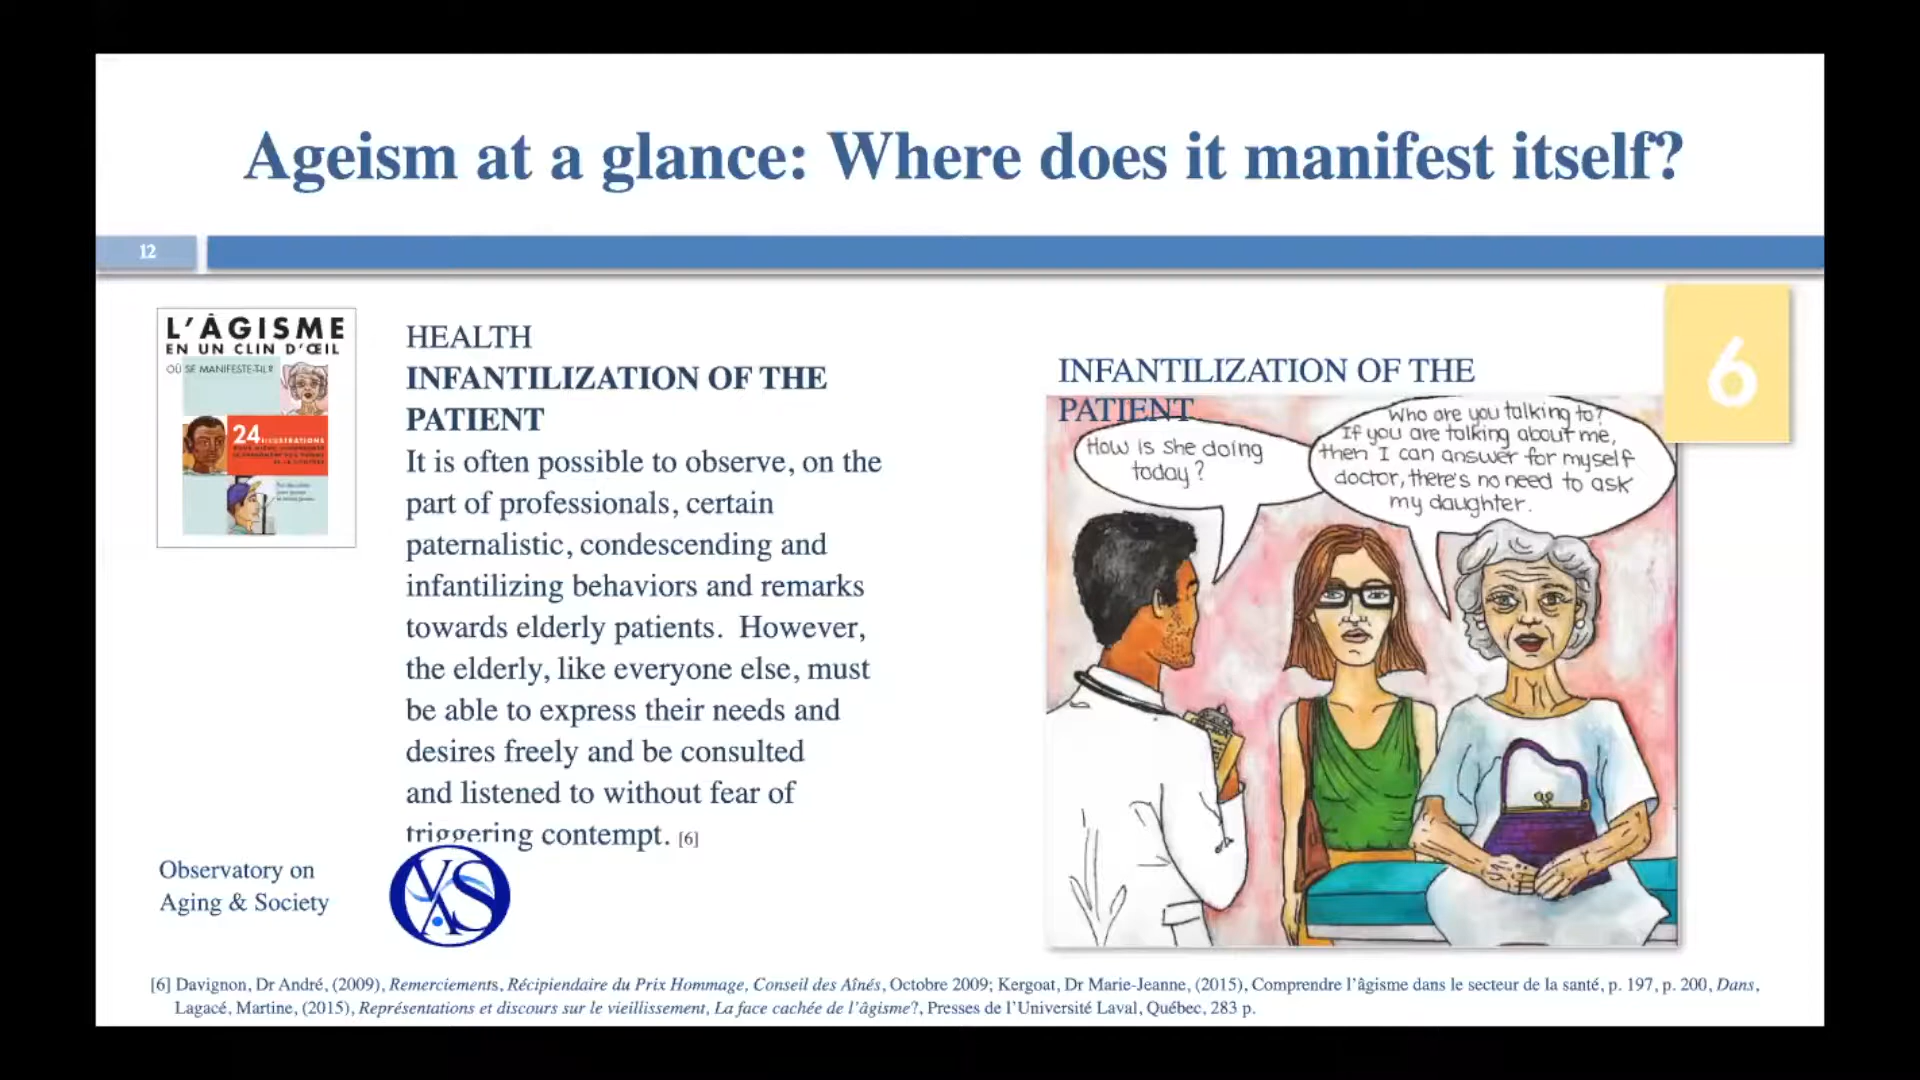 Ageism at a glance: Where does it manifest itself?
12
L'ÂGISME
EN UN CLIN D'ŒIL
OÙ SE MANIFESTE-T-IL?
24 ILLUSTRATIONS
HEALTH
INFANTILIZATION OF THE
PATIENT
It is often possible to observe, on the
part of professionals, certain
paternalistic, condescending and
infantilizing behaviors and remarks
towards elderly patients. However,
the elderly, like everyone else, must
be able to express their needs and
desires freely and be consulted
and listened to without fear of
triggering contempt. [6]
Observatory on
Aging & Society
INFANTILIZATION OF THE
PATIENT
6
How is she doing
today?
Who are you talking to?
If you are talking about me,
then I can answer for myself
doctor, there's no need to ask
my daughter.
[6] Davignon, Dr André, (2009), Remerciements, Récipiendaire du Prix Hommage, Conseil des Aînés, Octobre 2009; Kergoat, Dr Marie-Jeanne, (2015), Comprendre l'âgisme dans le secteur de la santé, p. 197, p. 200, Dans,
Lagacé, Martine, (2015), Représentations et discours sur le vieillissement, La face cachée de l'âgisme?, Presses de l'Université Laval, Québec, 283 p.